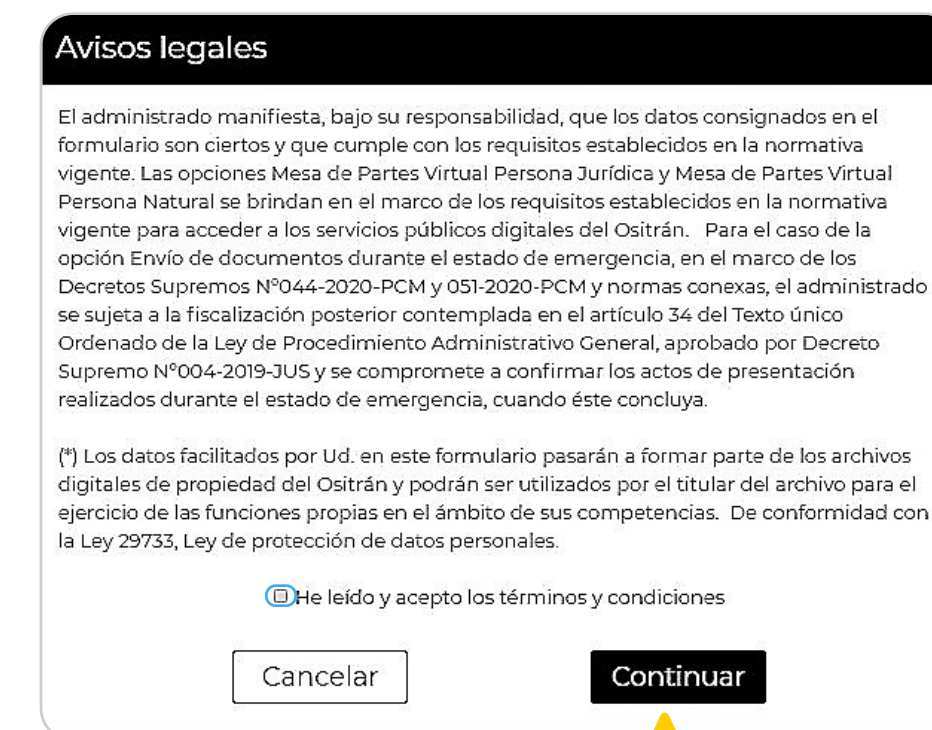 Avisos legales
El administrado manifiesta, bajo su responsabilidad, que los datos consignados en el
formulario son ciertos y que cumple con los requisitos establecidos en la normativa
vigente. Las opciones Mesa de Partes Virtual Persona Jurídica y Mesa de Partes Virtual
Persona Natural se brindan en el marco de los requisitos establecidos en la normativa
vigente para acceder a los servicios públicos digitales del Ositrán. Para el caso de la
opción Envío de documentos durante el estado de emergencia, en el marco de los
Decretos Supremos Nº044-2020-PCM y 051-2020-PCM y normas conexas, el administrado
se sujeta a la fiscalización posterior contemplada en el artículo 34 del Texto único
Ordenado de la Ley de Procedimiento Administrativo General, aprobado por Decreto
Supremo Nº004-2019-JUS y se compromete a confirmar los actos de presentación
realizados durante el estado de emergencia, cuando éste concluya.
(*) Los datos facilitados por Ud. en este formulario pasarán a formar parte de los archivos
digitales de propiedad del Ositrán y podrán ser utilizados por el titular del archivo para el
ejercicio de las funciones propias en el ámbito de sus competencias. De conformidad con
la Ley 29733, Ley de protección de datos personales.
He leído y acepto los términos y condiciones
Cancelar
Continuar